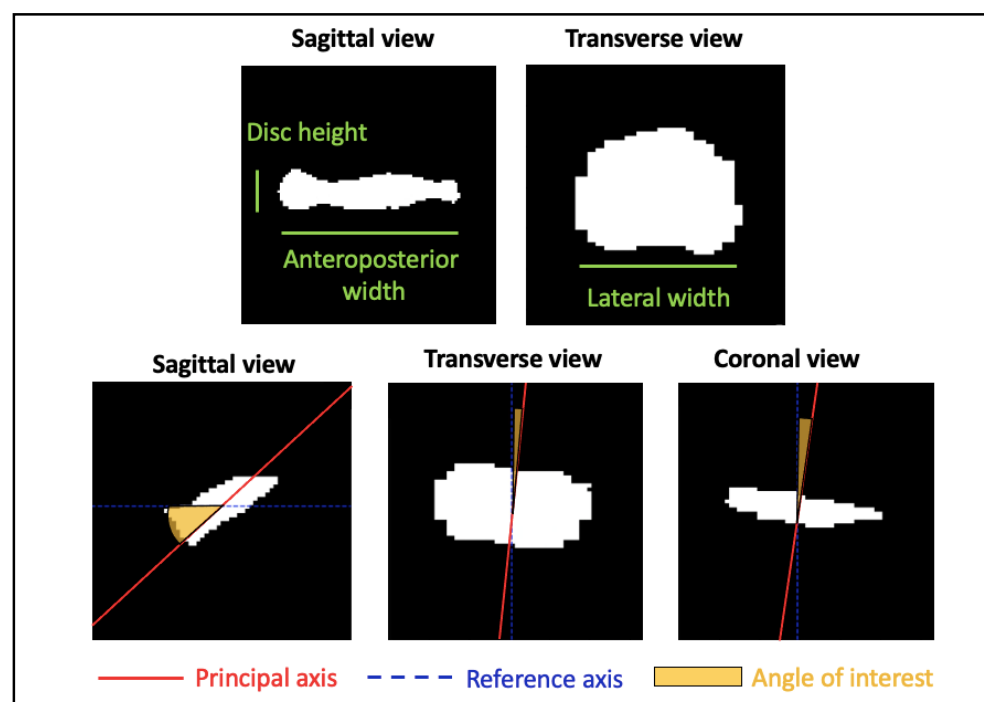 Sagittal view
Transverse view
Disc height
Anteroposterior
width
Lateral width
Sagittal view
Transverse view
Coronal view
Principal axis
Reference axis
Angle of interest